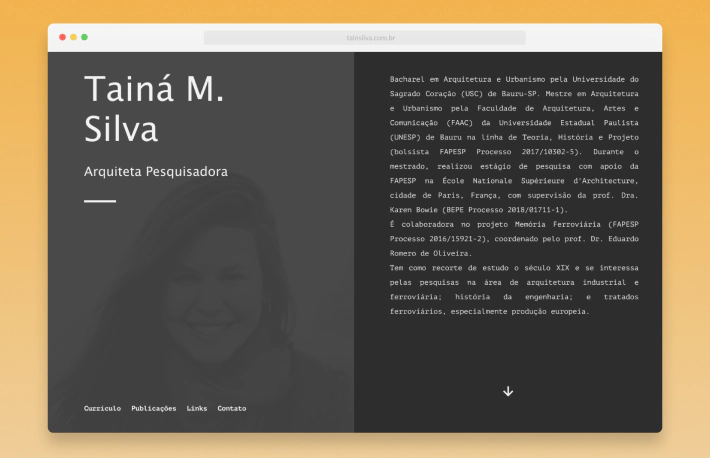 tainsilva.com.br
Tainá M.
Silva
Arquiteta Pesquisadora
Currículo Publicações Links Contato
Bacharel em Arquitetura e Urbanismo pela Universidade do
Sagrado Coração (USC) de Bauru-SP. Mestre em Arquitetura
e Urbanismo pela Faculdade de Arquitetura, Artes e
Comunicação (FAAC) da Universidade Estadual Paulista
(UNESP) de Bauru na linha de Teoria, História e Projeto
(bolsista FAPESP Processo 2017/10302-5). Durante o
mestrado, realizou estágio de pesquisa com apoio da
FAPESP na École Nationale Supérieure d'Architecture,
cidade de Paris, França, com supervisão da prof. Dra.
Karen Bowie (BEPE Processo 2018/01711-1).
É colaboradora no projeto Memória Ferroviária (FAPESP
Processo 2016/15921-2), coordenado pelo prof. Dr. Eduardo
Romero de Oliveira.
Tem como recorte de estudo o século XIX e se interessa
pelas pesquisas na área de arquitetura industrial e
ferroviária; história da engenharia; e tratados
ferroviários, especialmente produção europeia.